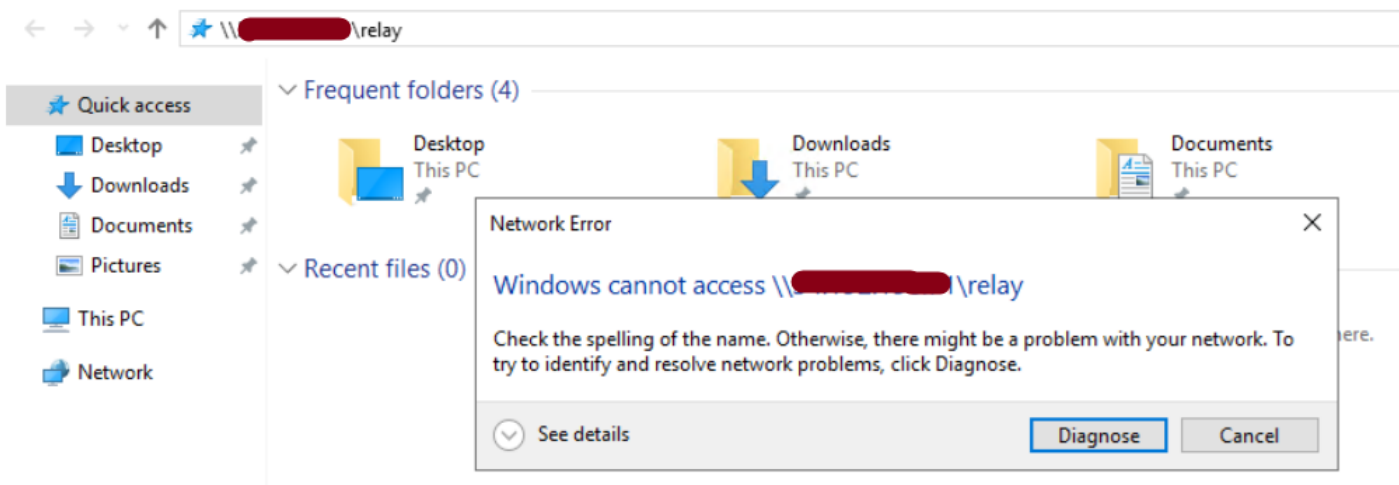 \\ \relay
Frequent folders (4)
Quick access
Desktop
Downloads
Documents
Pictures
This PC
Network
Desktop
This PC
Downloads
This PC
Documents
This PC
Recent files (0)
here.
Network Error
Windows cannot access \\ \relay
Check the spelling of the name. Otherwise, there might be a problem with your network. To
try to identify and resolve network problems, click Diagnose.
See details
Diagnose
Cancel